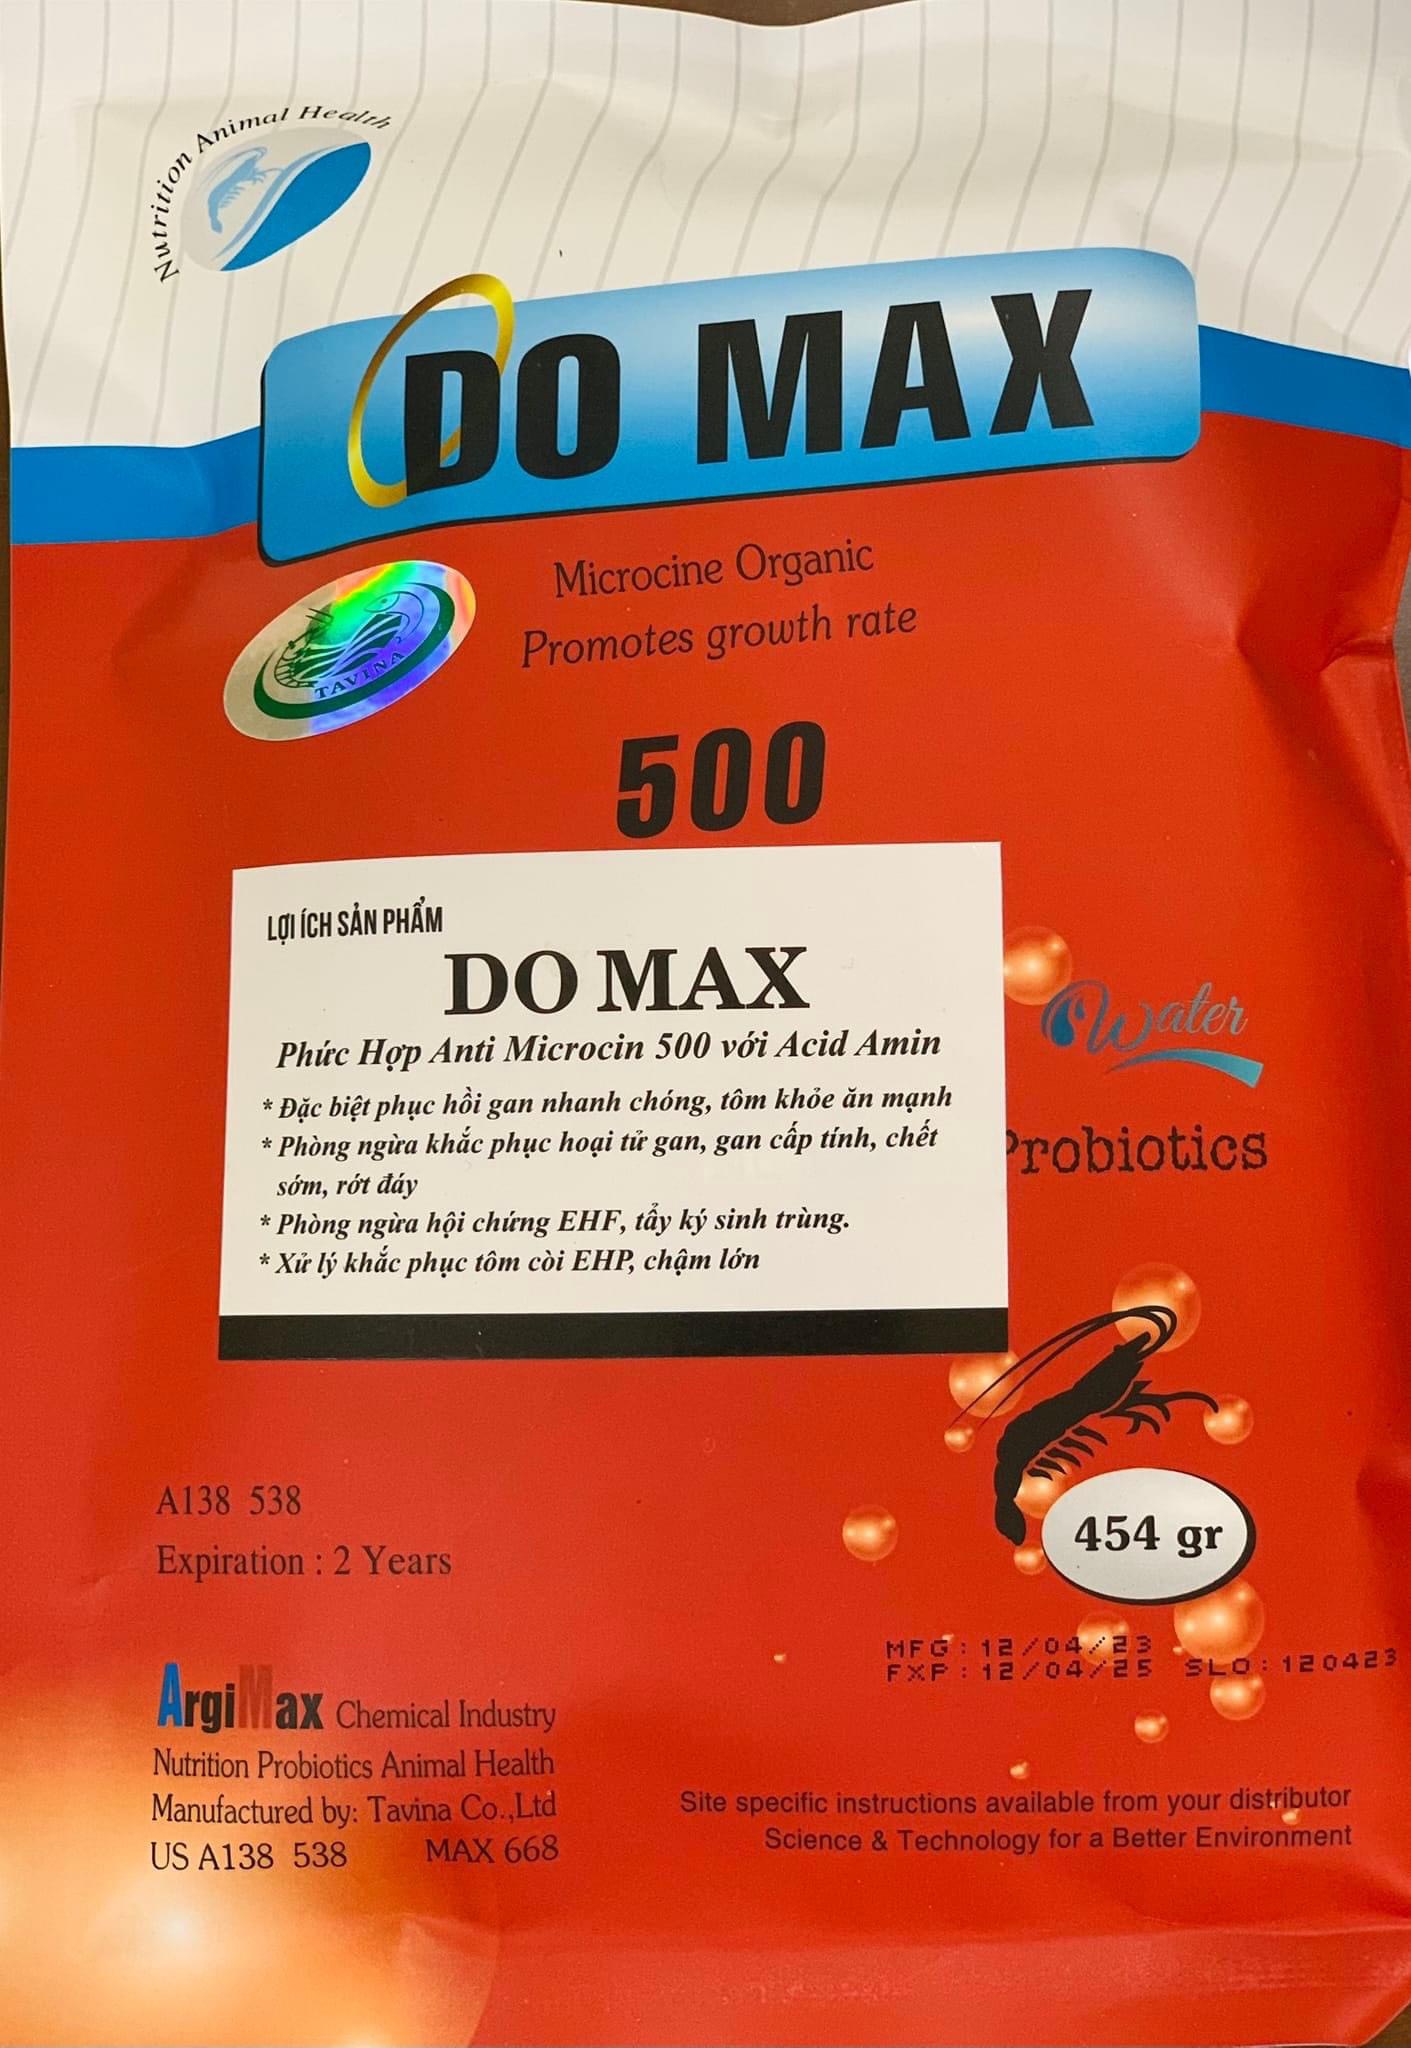 Nutrition Animal Health
DO MAX
Microcine Organic
Promotes growth rate
TAVINA
500
LỢI ÍCH SẢN PHẨM
DO MAX
Phức Hợp Anti Microcin 500 với Acid Amin
* Đặc biệt phục hồi gan nhanh chóng, tôm khỏe ăn mạnh
* Phòng ngừa khắc phục hoại tử gan, gan cấp tính, chết
sớm, rớt đáy
* Phòng ngừa hội chứng EHF, tẩy ký sinh trùng.
* Xử lý khắc phục tôm còi EHP, chậm lớn
Water
Probiotics
A138 538
Expiration : 2 Years
454 gr
MFG : 12/04/23
FXP : 12/04/25 SLO : 120423
ArgiMax Chemical Industry
Nutrition Probiotics Animal Health
Manufactured by: Tavina Co.,Ltd
US A138 538 MAX 668
Site specific instructions available from your distributor
Science & Technology for a Better Environment